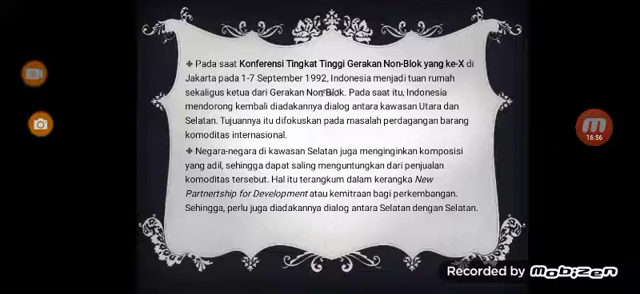 ❖ Pada saat Konferensi Tingkat Tinggi Gerakan Non-Blok yang ke-X di
Jakarta pada 1-7 September 1992, Indonesia menjadi tuan rumah
sekaligus ketua dari Gerakan Non-Blok. Pada saat itu, Indonesia
mendorong kembali diadakannya dialog antara kawasan Utara dan
Selatan. Tujuannya itu difokuskan pada masalah perdagangan barang
komoditas internasional.
❖ Negara-negara di kawasan Selatan juga menginginkan komposisi
yang adil, sehingga dapat saling menguntungkan dari penjualan
komoditas tersebut. Hal itu terangkum dalam kerangka New
Partnertship for Development atau kemitraan bagi perkembangan.
Sehingga, perlu juga diadakannya dialog antara Selatan dengan Selatan.
16:56
Recorded by Mobizen